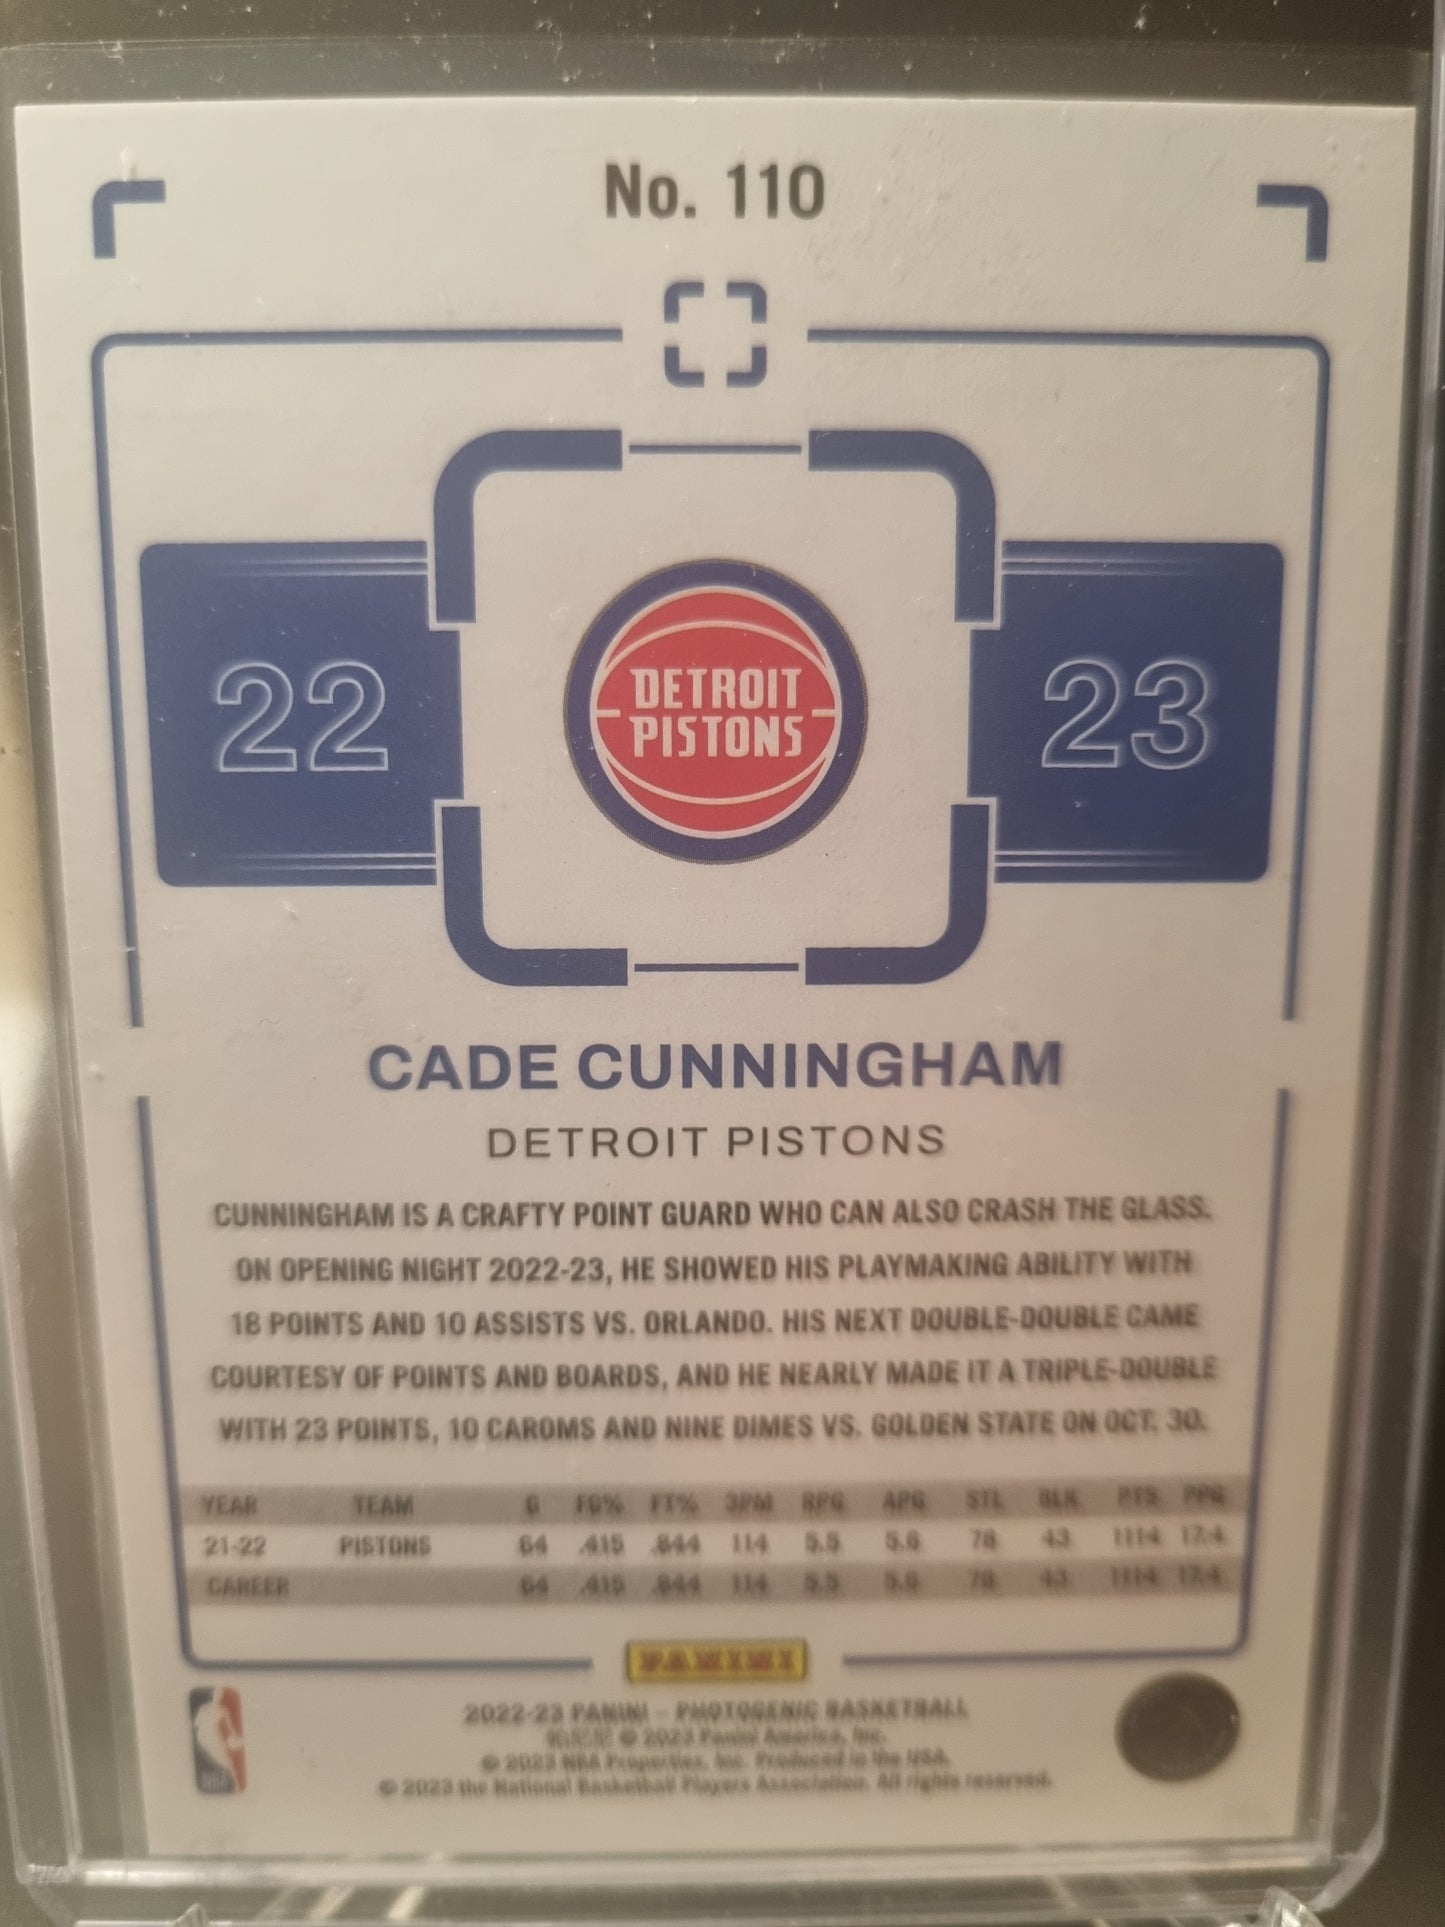 No. 110
22
DETROIT
PISTONS
23
CADE CUNNINGHAM
DETROIT PISTONS
CUNNINGHAM IS A CRAFTY POINT GUARD WHO CAN ALSO CRASH THE GLASS.
ON OPENING NIGHT 2022-23, HE SHOWED HIS PLAYMAKING ABILITY WITH
18 POINTS AND 10 ASSISTS VS. ORLANDO. HIS NEXT DOUBLE-DOUBLE CAME
COURTESY OF POINTS AND BOARDS, AND HE NEARLY MADE IT A TRIPLE-DOUBLE
WITH 23 POINTS, 10 CAROMS AND NINE DIMES VS. GOLDEN STATE ON OCT. 30.
YEAR TEAM G FG% FT% 3PM RPG APG STL BLK PTS PPG
21-22 PISTONS 64 .415 .844 114 5.5 5.6 78 43 1114 17.4
CAREER 64 .415 .844 114 5.5 5.6 78 43 1114 17.4
PANINI
2022-23 PANINI – PHOTOGENIC BASKETBALL
© 2023 Panini America, Inc.
© 2023 NBA Properties, Inc. Produced in the USA.
© 2023 the National Basketball Players Association. All rights reserved.
NBA